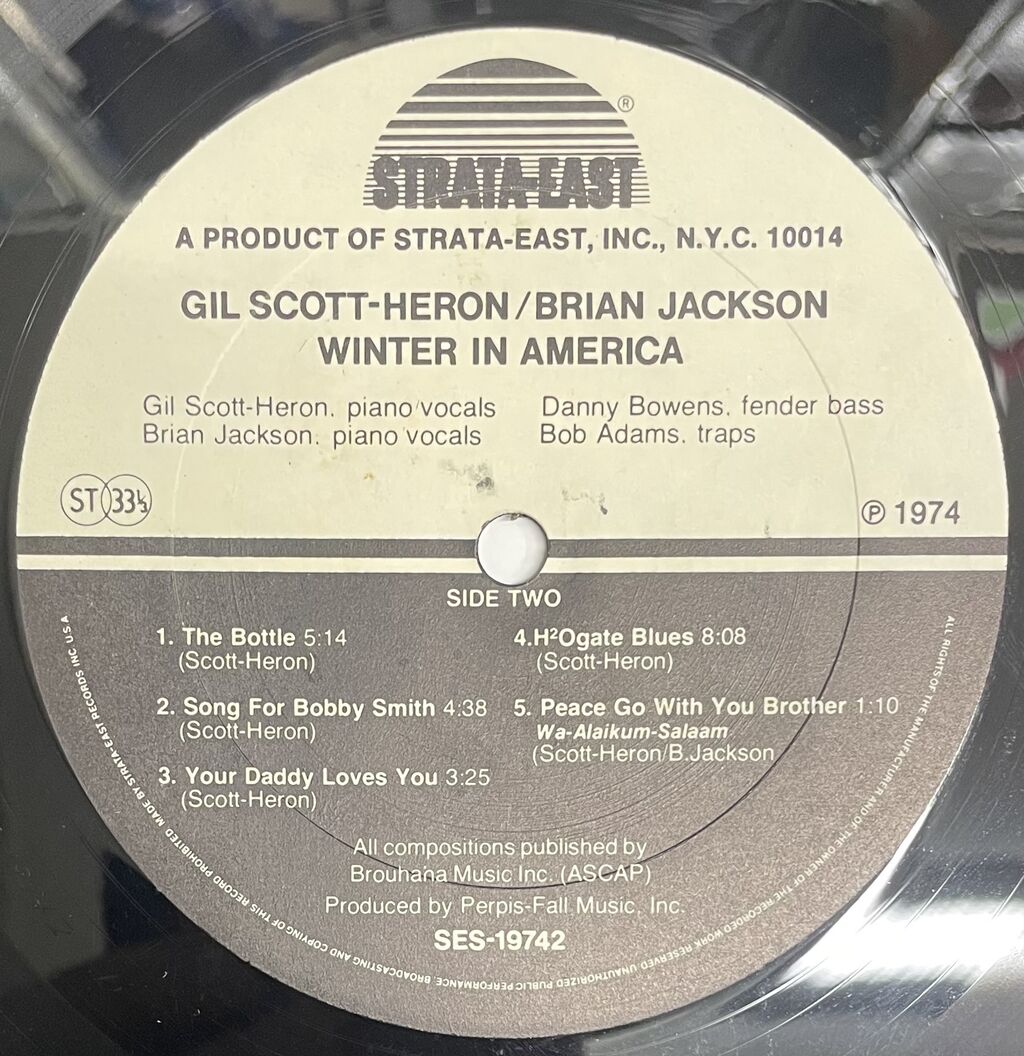 STRATA-EAST ®
A PRODUCT OF STRATA-EAST, INC., N.Y.C. 10014
GIL SCOTT-HERON/BRIAN JACKSON
WINTER IN AMERICA
Gil Scott-Heron, piano/vocals
Brian Jackson, piano vocals
Danny Bowens, fender bass
Bob Adams, traps
ST 33⅓
℗ 1974
SIDE TWO
1. The Bottle 5:14
(Scott-Heron)
2. Song For Bobby Smith 4:38
(Scott-Heron)
3. Your Daddy Loves You 3:25
(Scott-Heron)
4.H²Ogate Blues 8:08
(Scott-Heron)
5. Peace Go With You Brother 1:10
Wa-Alaikum-Salaam
(Scott-Heron/B.Jackson
All compositions published by
Brouhaha Music Inc. (ASCAP)
Produced by Perpis-Fall Music, Inc.
SES-19742
ALL RIGHTS OF THE MANUFACTURER AND OF THE OWNER OF THE RECORDED WORK RESERVED. UNAUTHORIZED PUBLIC PERFORMANCE, BROADCASTING AND COPYING OF THIS RECORD PROHIBITED MADE BY STRATA-EAST RECORDS INC U.S.A